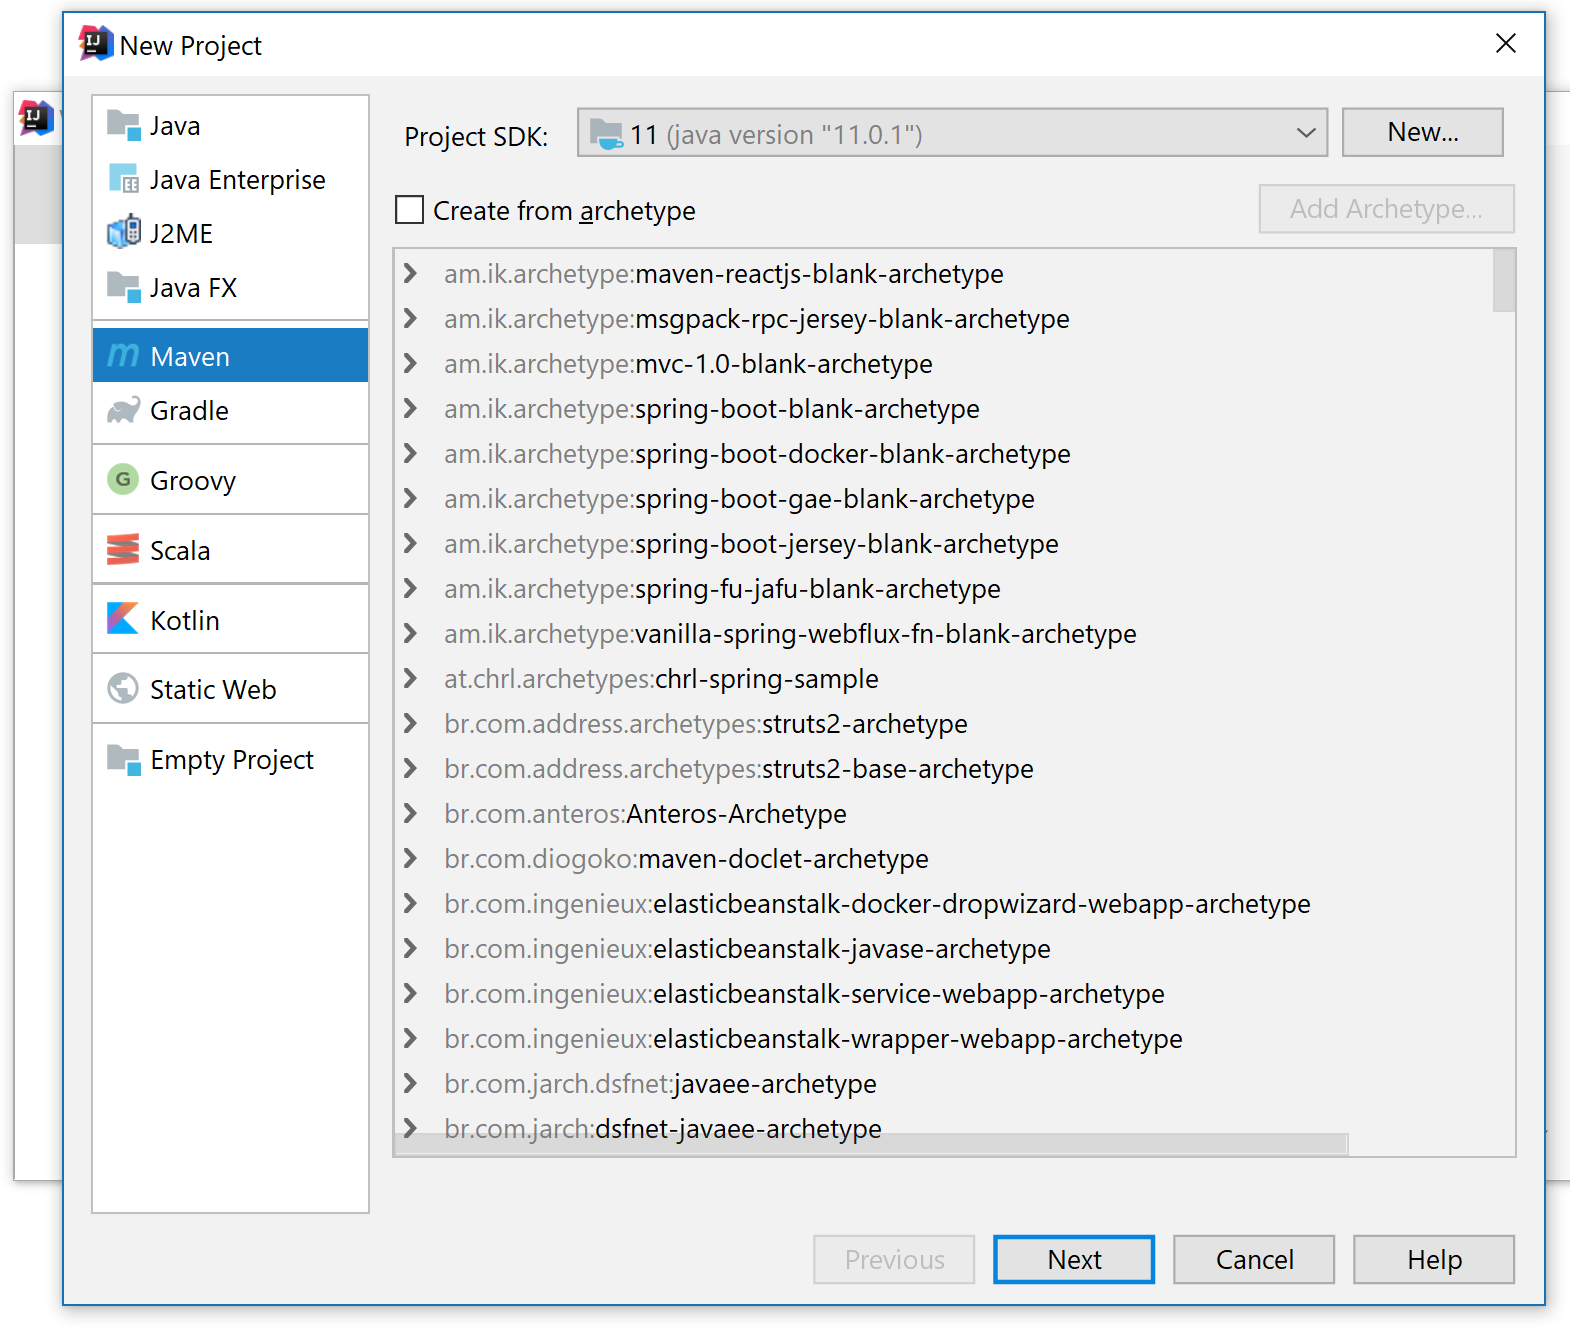 New Project
Java
Java Enterprise
J2ME
Java FX
Maven
Gradle
Groovy
Scala
Kotlin
Static Web
Empty Project
Project SDK: 11 (java version "11.0.1") New...
Create from archetype Add Archetype...
am.ik.archetype:maven-reactjs-blank-archetype
am.ik.archetype:msgpack-rpc-jersey-blank-archetype
am.ik.archetype:mvc-1.0-blank-archetype
am.ik.archetype:spring-boot-blank-archetype
am.ik.archetype:spring-boot-docker-blank-archetype
am.ik.archetype:spring-boot-gae-blank-archetype
am.ik.archetype:spring-boot-jersey-blank-archetype
am.ik.archetype:spring-fu-jafu-blank-archetype
am.ik.archetype:vanilla-spring-webflux-fn-blank-archetype
at.chrl.archetypes:chrl-spring-sample
br.com.address.archetypes:struts2-archetype
br.com.address.archetypes:struts2-base-archetype
br.com.anteros:Anteros-Archetype
br.com.diogoko:maven-doclet-archetype
br.com.ingenieux:elasticbeanstalk-docker-dropwizard-webapp-archetype
br.com.ingenieux:elasticbeanstalk-javase-archetype
br.com.ingenieux:elasticbeanstalk-service-webapp-archetype
br.com.ingenieux:elasticbeanstalk-wrapper-webapp-archetype
br.com.jarch.dsfnet:javaee-archetype
br.com.jarch:dsfnet-javaee-archetype
Previous Next Cancel Help